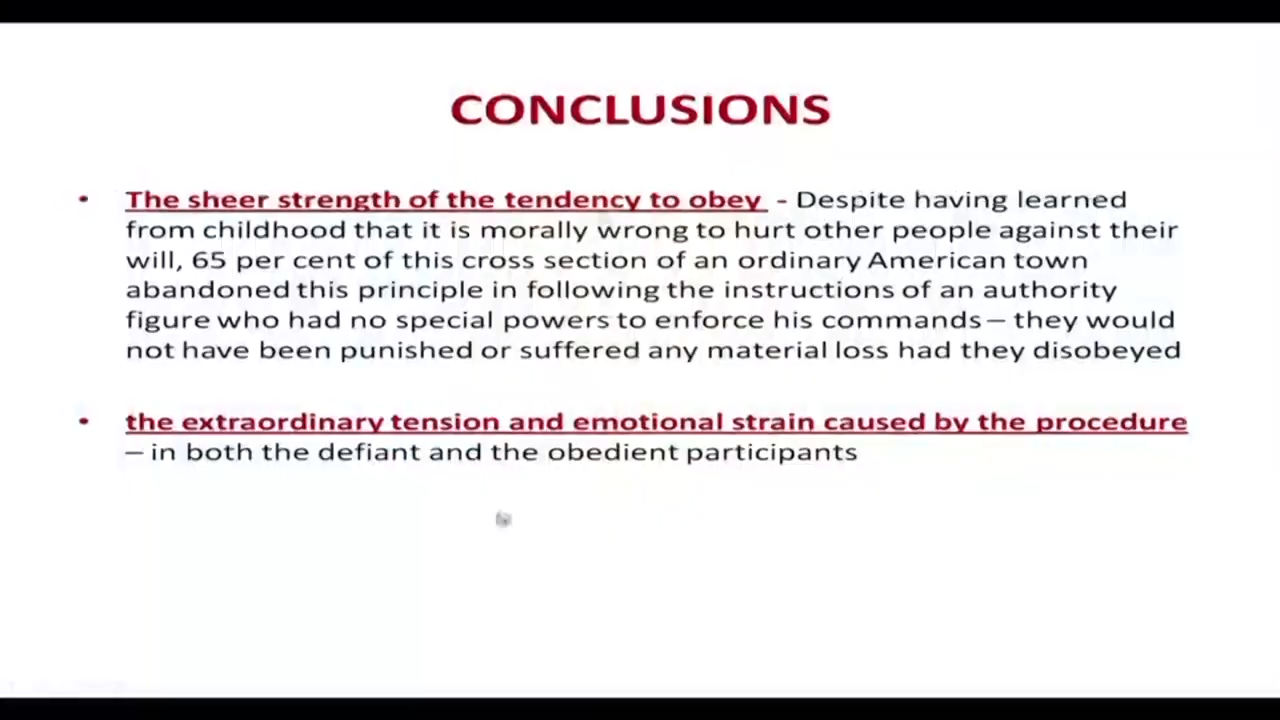 CONCLUSIONS
• The sheer strength of the tendency to obey - Despite having learned
from childhood that it is morally wrong to hurt other people against their
will, 65 per cent of this cross section of an ordinary American town
abandoned this principle in following the instructions of an authority
figure who had no special powers to enforce his commands – they would
not have been punished or suffered any material loss had they disobeyed
• the extraordinary tension and emotional strain caused by the procedure
– in both the defiant and the obedient participants